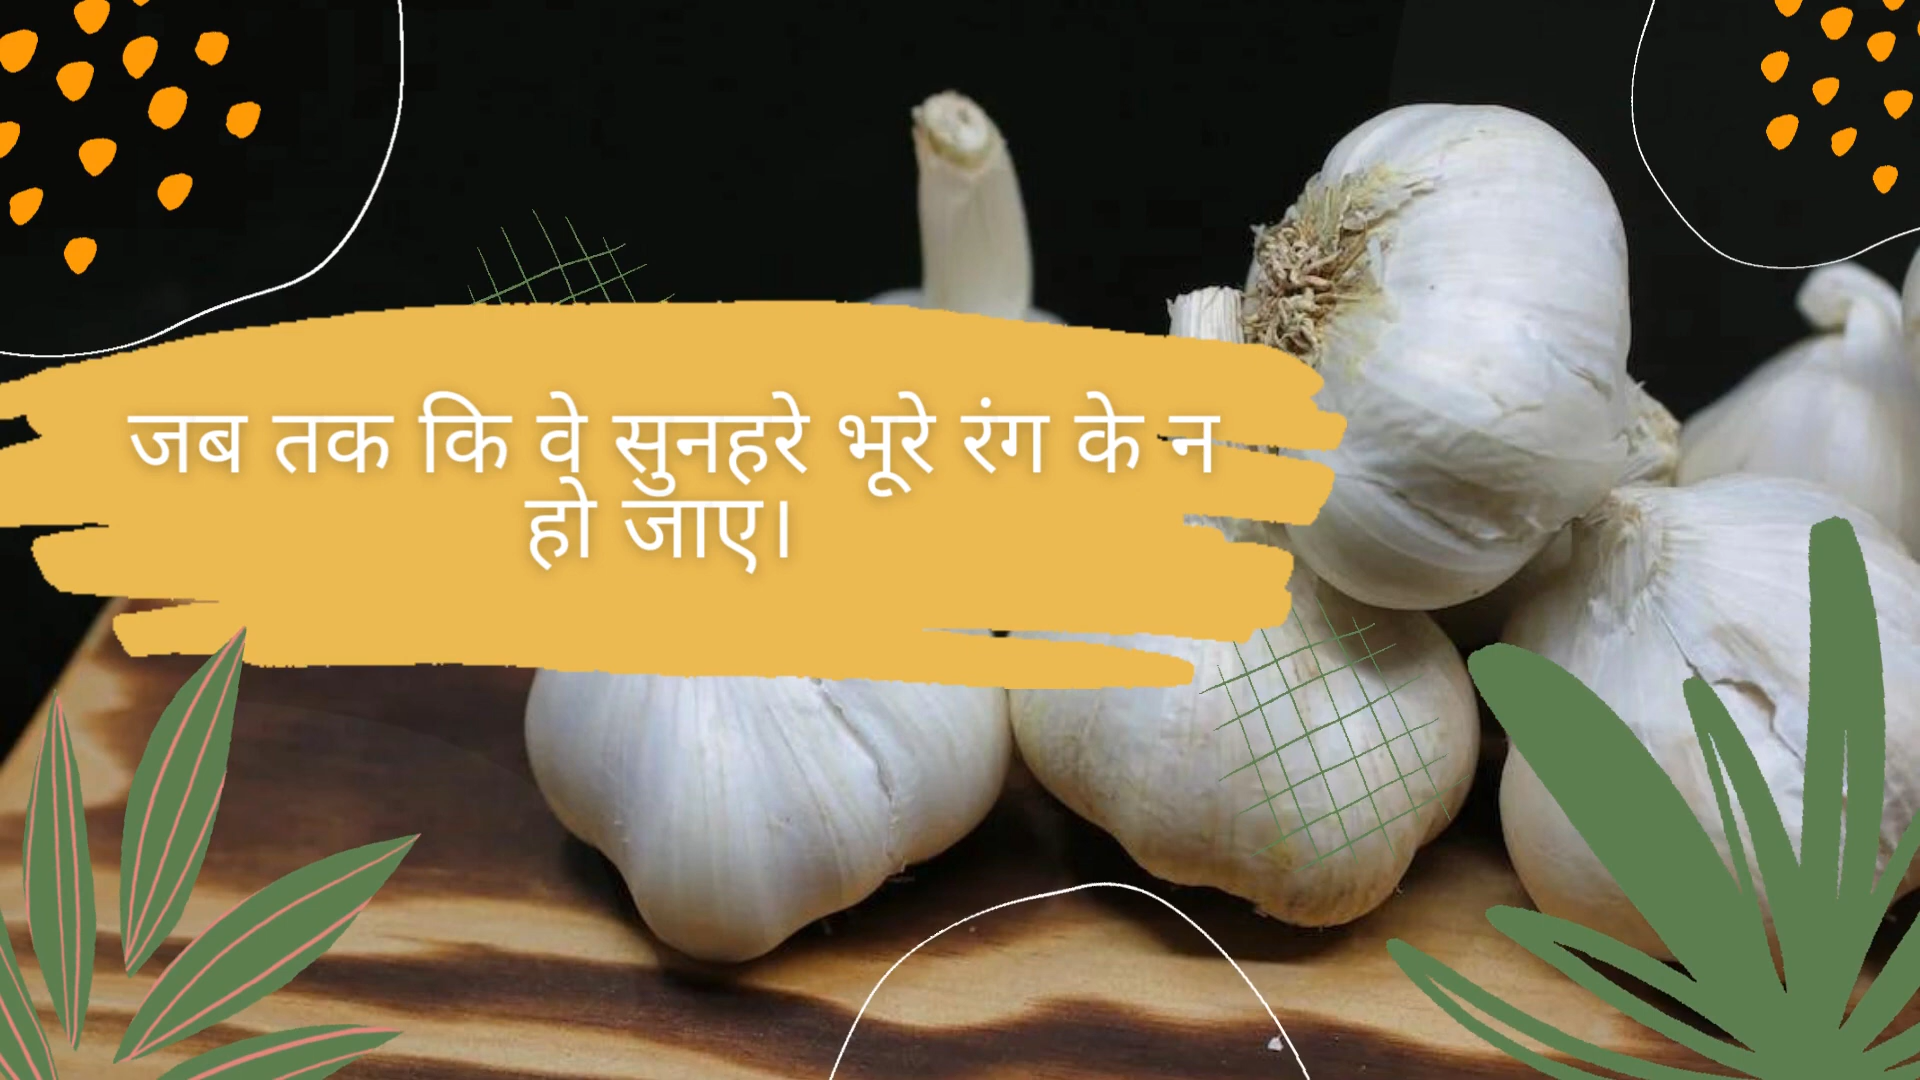 जब तक कि वे सुनहरे भूरे रंग के न
हो जाए।